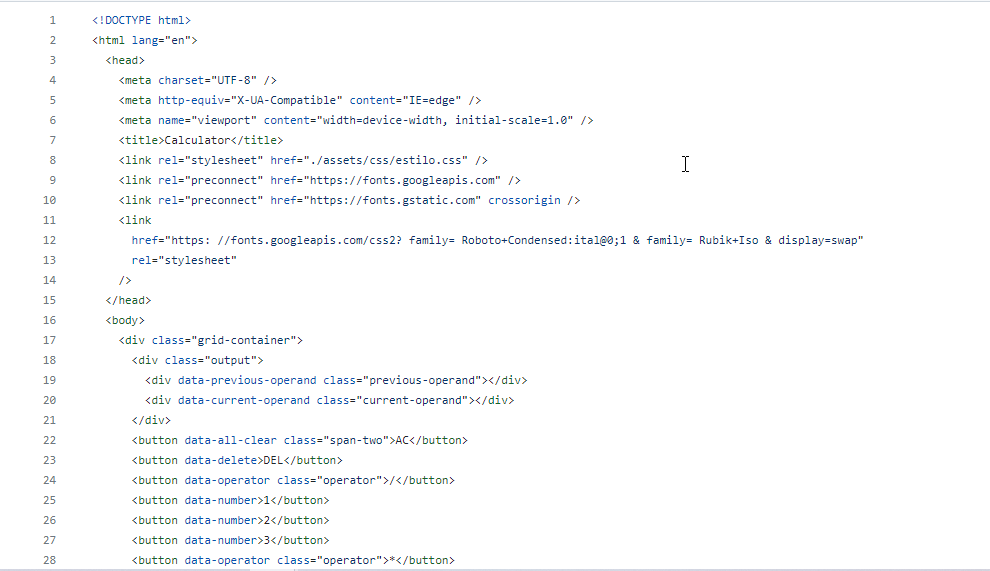 1 <!DOCTYPE html>
2 <html lang="en">
3 <head>
4 <meta charset="UTF-8" />
5 <meta http-equiv="X-UA-Compatible" content="IE=edge" />
6 <meta name="viewport" content="width=device-width, initial-scale=1.0" />
7 <title>Calculator</title>
8 <link rel="stylesheet" href="./assets/css/estilo.css" />
9 <link rel="preconnect" href="https://fonts.googleapis.com" />
10 <link rel="preconnect" href="https://fonts.gstatic.com" crossorigin />
11 <link
12 href="https: //fonts.googleapis.com/css2? family= Roboto+Condensed:ital@0;1 & family= Rubik+Iso & display=swap"
13 rel="stylesheet"
14 />
15 </head>
16 <body>
17 <div class="grid-container">
18 <div class="output">
19 <div data-previous-operand class="previous-operand"></div>
20 <div data-current-operand class="current-operand"></div>
21 </div>
22 <button data-all-clear class="span-two">AC</button>
23 <button data-delete>DEL</button>
24 <button data-operator class="operator">/</button>
25 <button data-number>1</button>
26 <button data-number>2</button>
27 <button data-number>3</button>
28 <button data-operator class="operator">*</button>